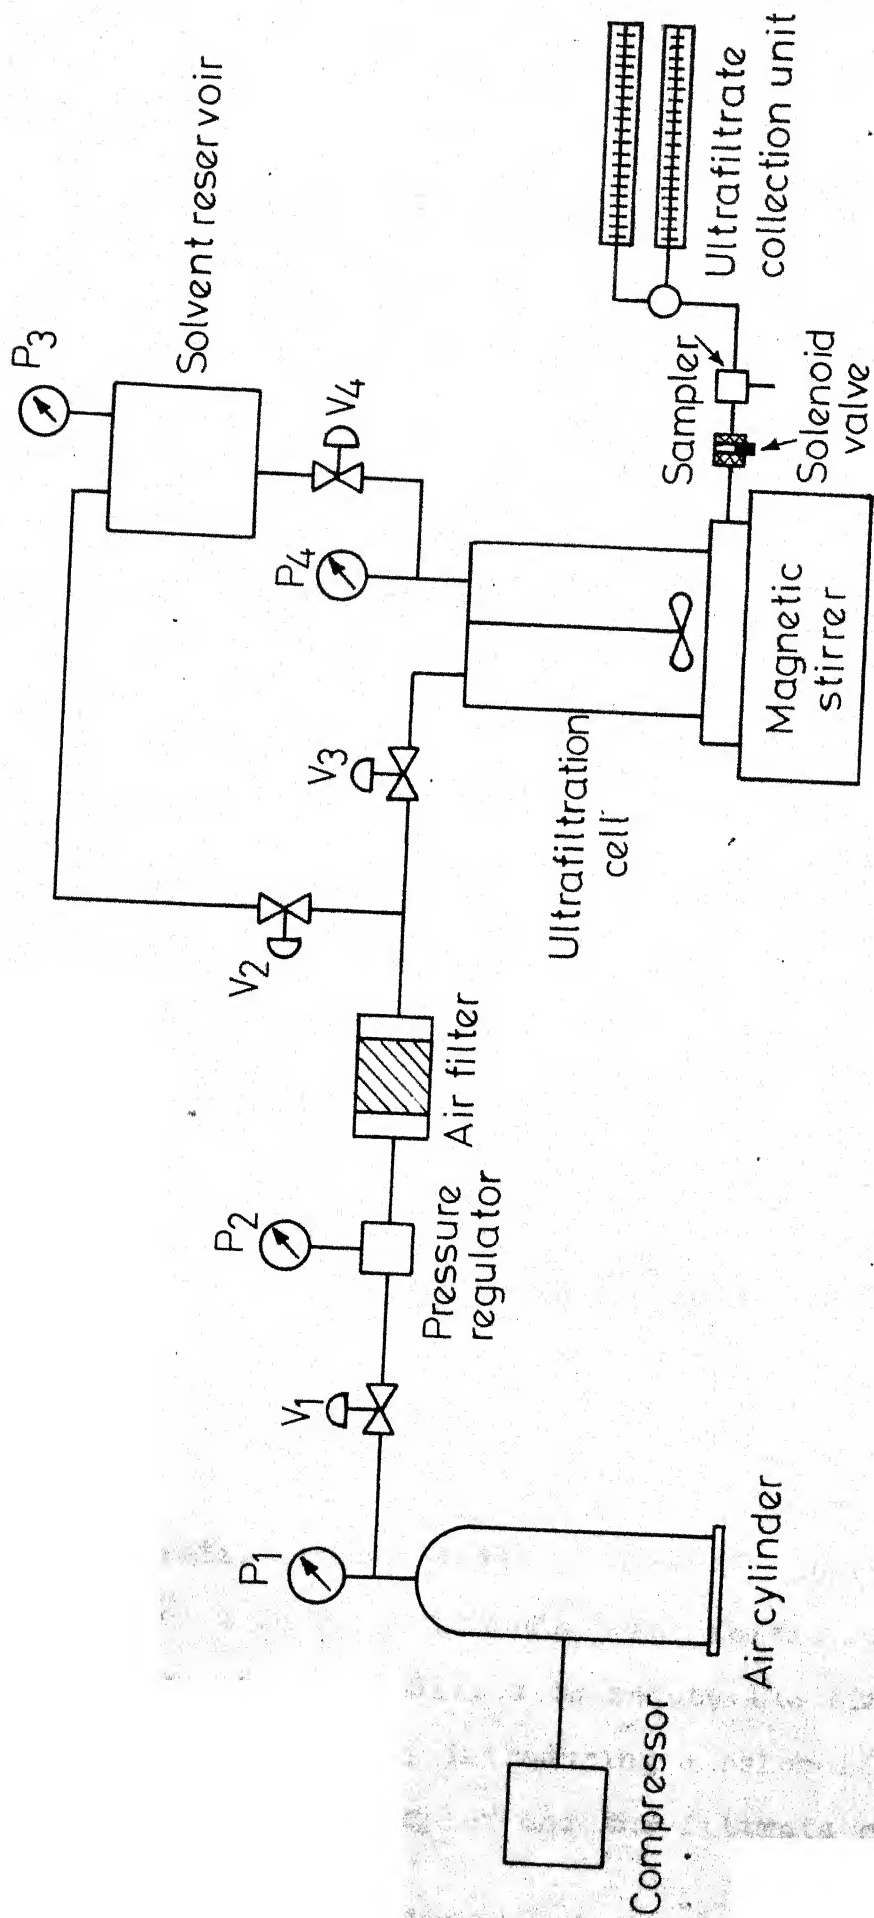 P1
V1
P2
V2
V3
P4
P3
V4
Solvent reservoir
Compressor
Air cylinder
Pressure
regulator
Air filter
Ultrafiltration
cell
Magnetic
stirrer
Sampler
Solenoid
valve
Ultrafiltrate
collection unit